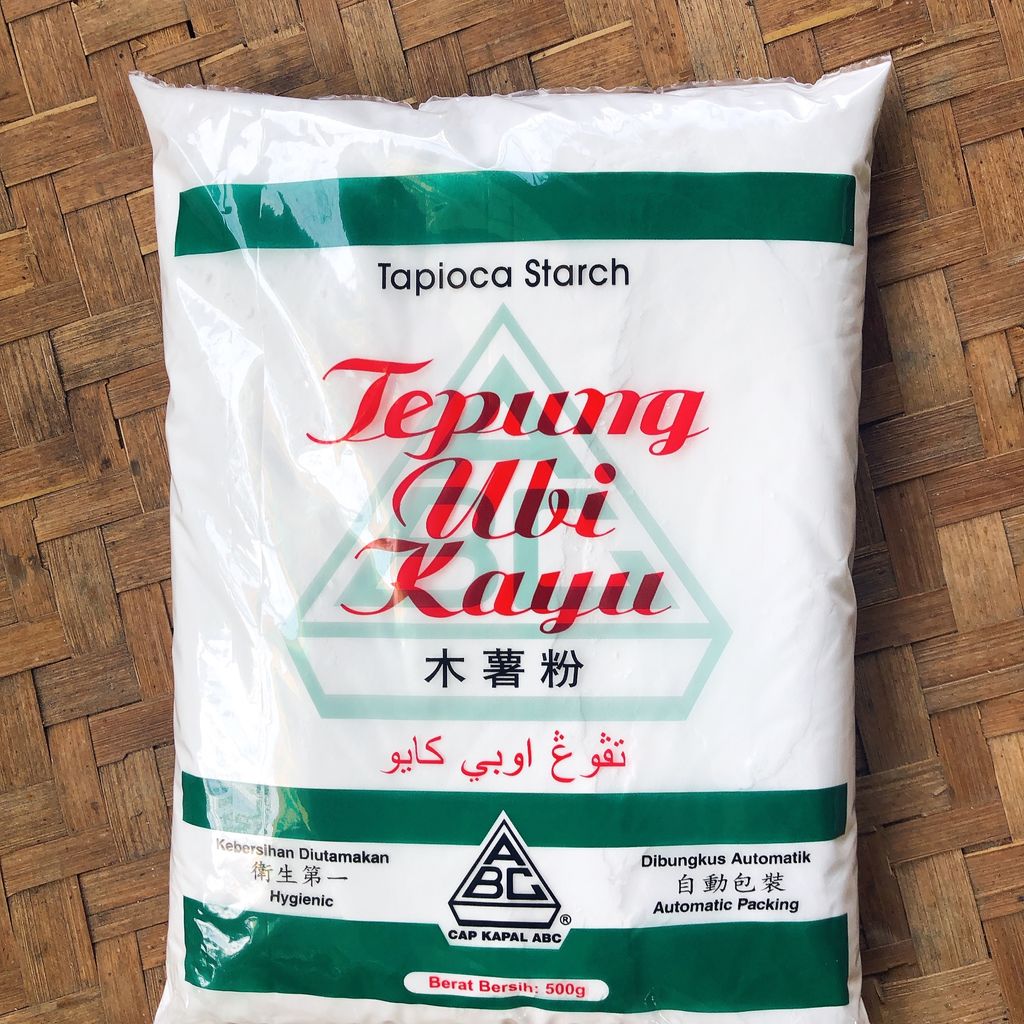 Tapioca Starch
Tepung
Ubi
Kayu
木薯粉
تڤوڠ اوبي كايو
Kebersihan Diutamakan
衛生第一
Hygienic
A
BC
®
CAP KAPAL ABC
Dibungkus Automatik
自動包裝
Automatic Packing
Berat Bersih: 500g